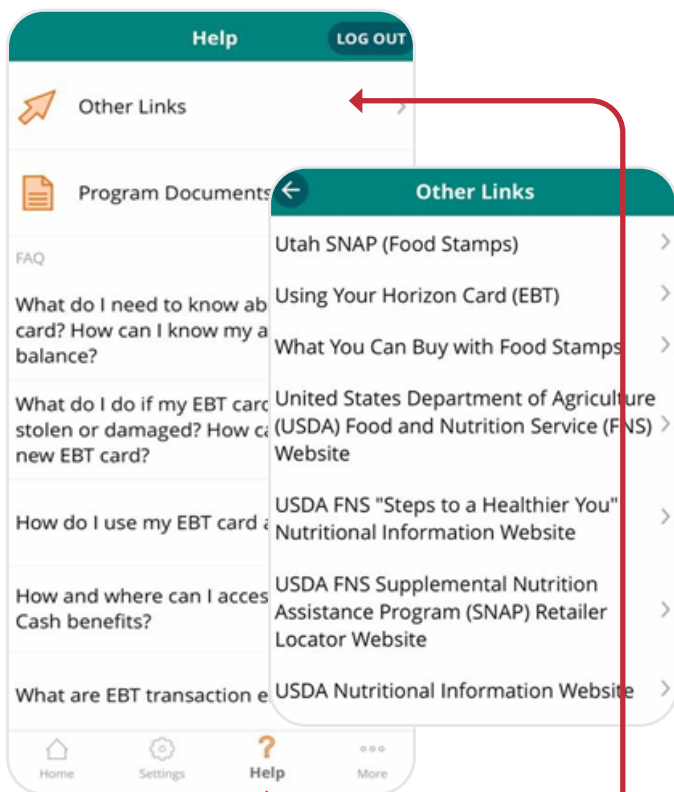 Help
LOG OUT
Other Links
Program Documents
FAQ
What do I need to know ab
card? How can I know my a
balance?
What do I do if my EBT card
stolen or damaged? How ca
new EBT card?
How do I use my EBT card a
How and where can I acces
Cash benefits?
What are EBT transaction e
Home
Settings
Help
More
Other Links
Utah SNAP (Food Stamps)
Using Your Horizon Card (EBT)
What You Can Buy with Food Stamps
United States Department of Agriculture
(USDA) Food and Nutrition Service (FNS)
Website
USDA FNS "Steps to a Healthier You"
Nutritional Information Website
USDA FNS Supplemental Nutrition
Assistance Program (SNAP) Retailer
Locator Website
USDA Nutritional Information Website